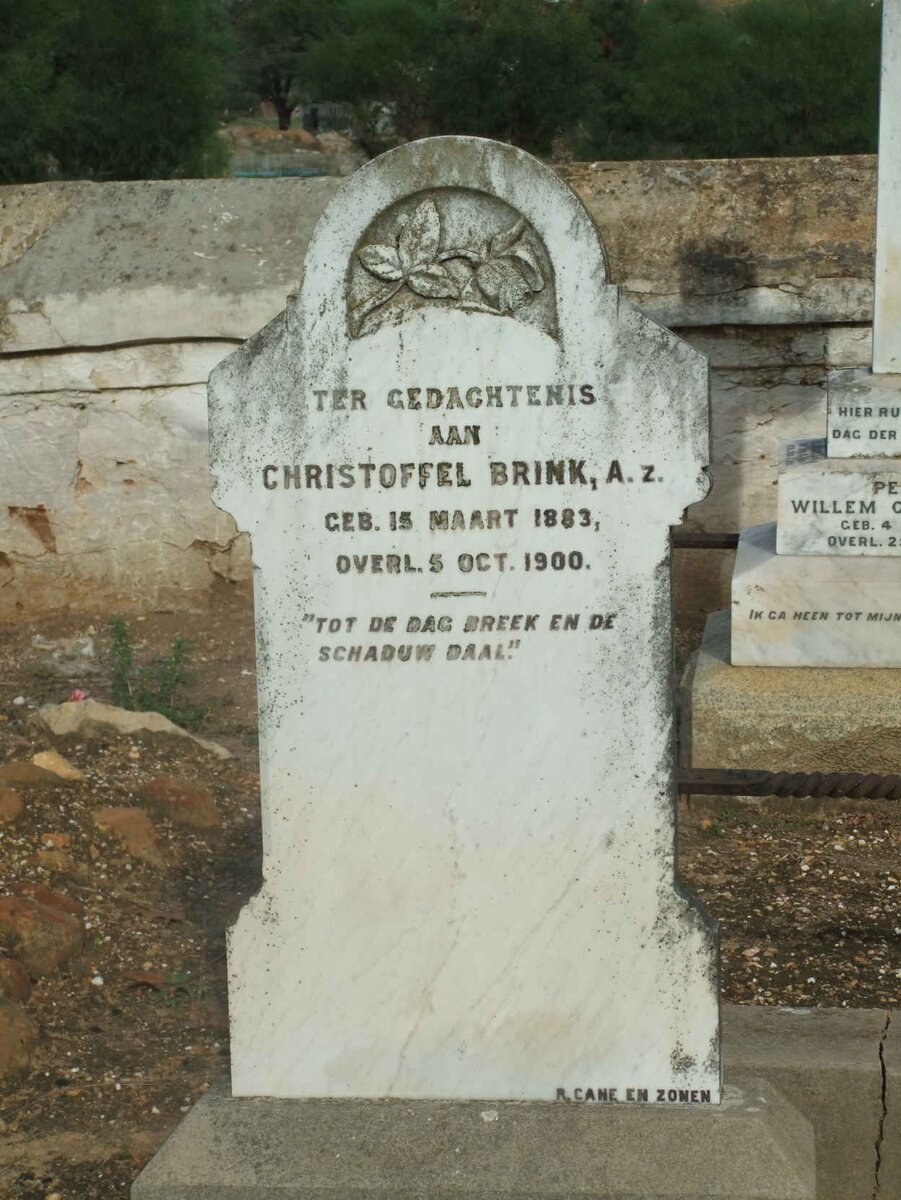 TER GEDACHTENIS
AAN
CHRISTOFFEL BRINK, A.z.
GEB. 15 MAART 1883,
OVERL. 5 OCT. 1900.
"TOT DE DAG BREEK EN DE
SCHADUW DAAL."
R. CANE EN ZONEN
HIER RU
DAG DER
PE
WILLEM C
GEB. 4
OVERL. 2
IK GA HEEN TOT MIJN